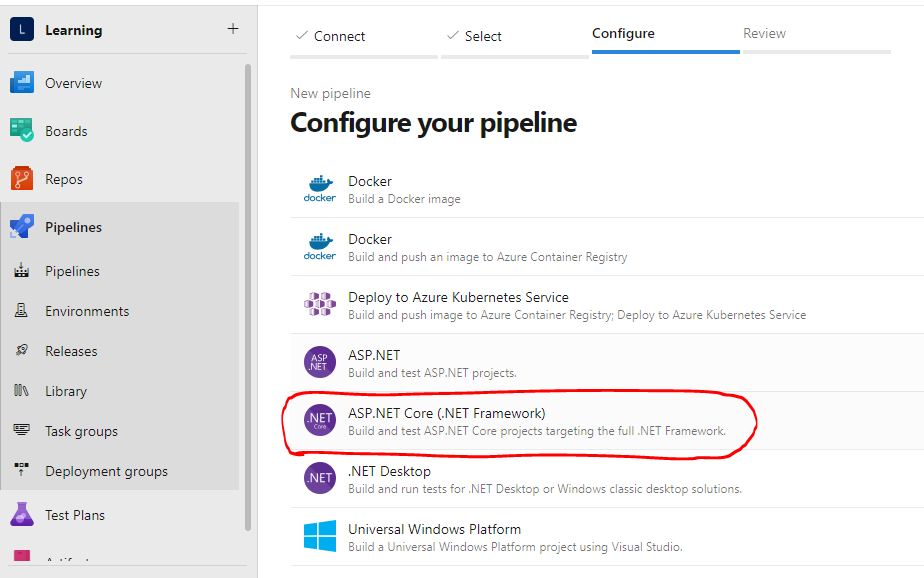 L Learning +
Overview
Boards
Repos
Pipelines
Pipelines
Environments
Releases
Library
Task groups
Deployment groups
Test Plans
Connect
Select
Configure
Review
New pipeline
Configure your pipeline
docker
Docker
Build a Docker image
docker
Docker
Build and push an image to Azure Container Registry
Deploy to Azure Kubernetes Service
Build and push image to Azure Container Registry; Deploy to Azure Kubernetes Service
ASP
.NET
ASP.NET
Build and test ASP.NET projects.
.NET
Core
ASP.NET Core (.NET Framework)
Build and test ASP.NET Core projects targeting the full .NET Framework.
.NET
.NET Desktop
Build and run tests for .NET Desktop or Windows classic desktop solutions.
Universal Windows Platform
Build a Universal Windows Platform project using Visual Studio.